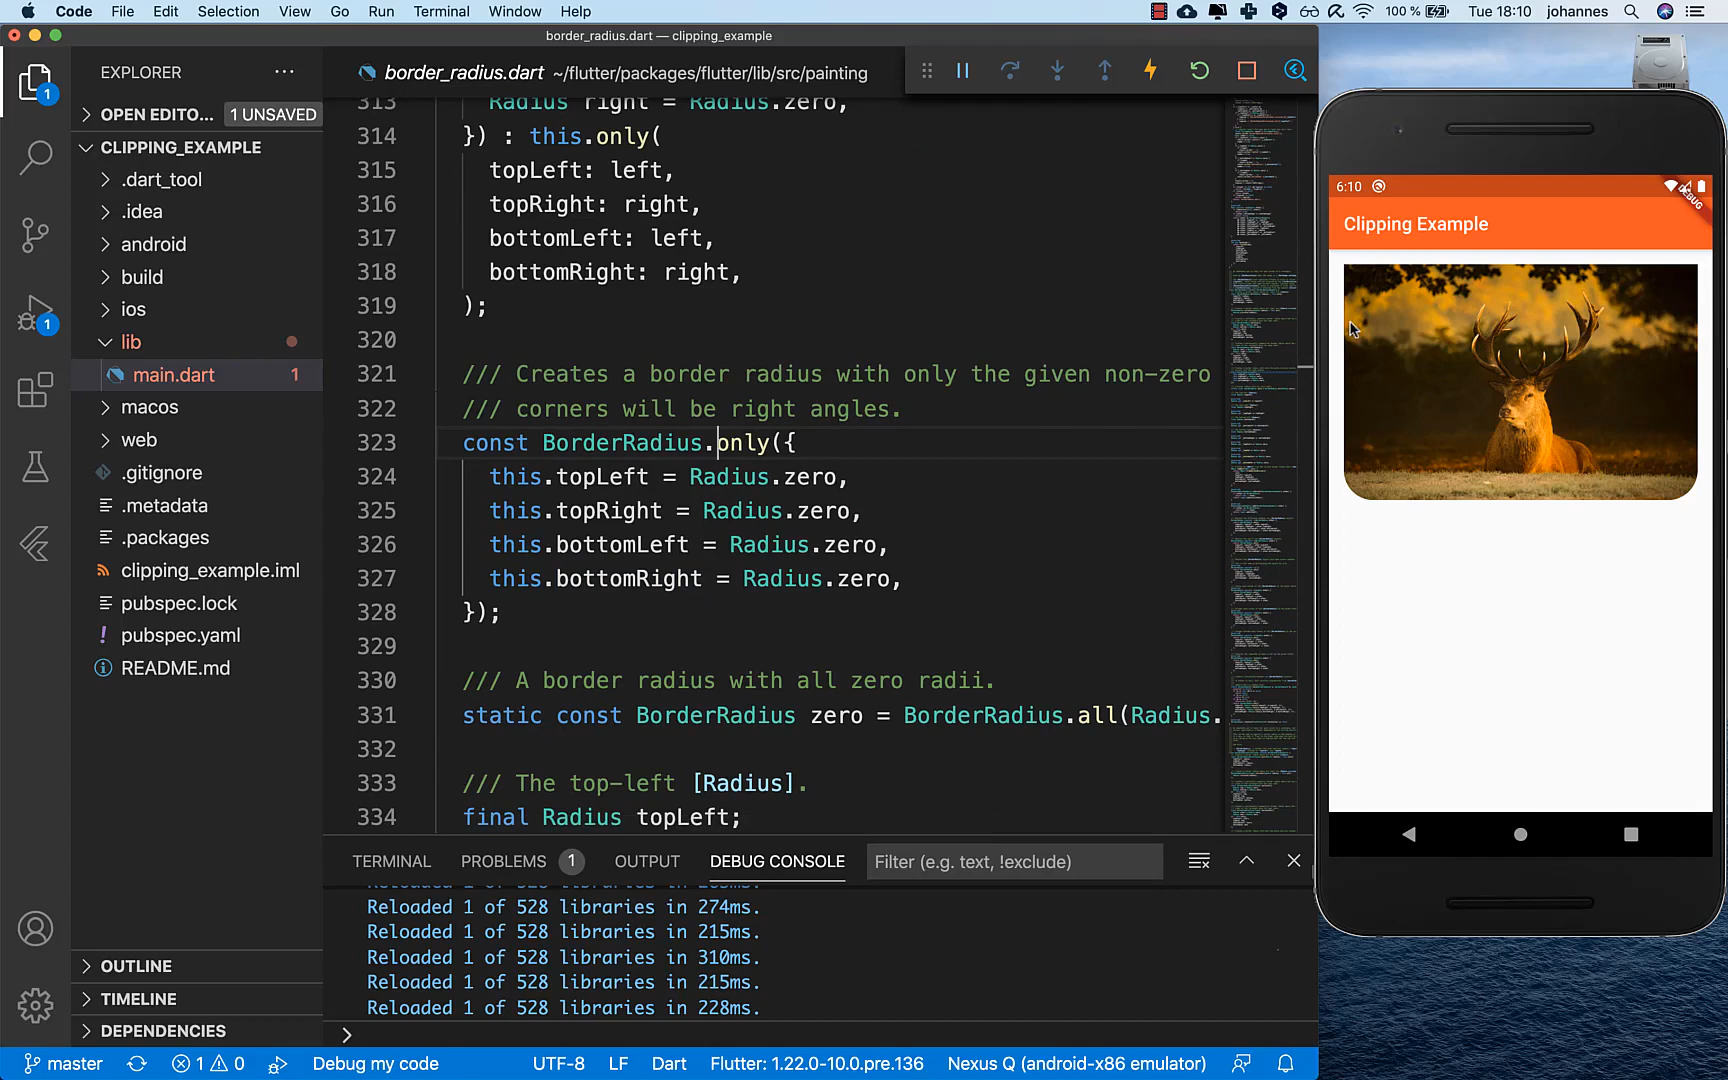 Code File Edit Selection View Go Run Terminal Window Help 100 % Tue 18:10 johannes
border_radius.dart — clipping_example
EXPLORER
border_radius.dart ~/flutter/packages/flutter/lib/src/painting
OPEN EDITO... 1 UNSAVED
CLIPPING_EXAMPLE
.dart_tool
.idea
android
build
ios
lib
main.dart 1
macos
web
.gitignore
.metadata
.packages
clipping_example.iml
pubspec.lock
! pubspec.yaml
README.md
OUTLINE
TIMELINE
DEPENDENCIES
1
1
313 Radius right = Radius.zero,
314 }) : this.only(
315 topLeft: left,
316 topRight: right,
317 bottomLeft: left,
318 bottomRight: right,
319 );
320
321 /// Creates a border radius with only the given non-zero
322 /// corners will be right angles.
323 const BorderRadius.only({
324 this.topLeft = Radius.zero,
325 this.topRight = Radius.zero,
326 this.bottomLeft = Radius.zero,
327 this.bottomRight = Radius.zero,
328 });
329
330 /// A border radius with all zero radii.
331 static const BorderRadius zero = BorderRadius.all(Radius.
332
333 /// The top-left [Radius].
334 final Radius topLeft;
TERMINAL PROBLEMS 1 OUTPUT DEBUG CONSOLE Filter (e.g. text, !exclude)
Reloaded 1 of 528 libraries in 274ms.
Reloaded 1 of 528 libraries in 215ms.
Reloaded 1 of 528 libraries in 310ms.
Reloaded 1 of 528 libraries in 215ms.
Reloaded 1 of 528 libraries in 228ms.
>
master 1 0 Debug my code UTF-8 LF Dart Flutter: 1.22.0-10.0.pre.136 Nexus Q (android-x86 emulator)
6:10
DEBUG
Clipping Example